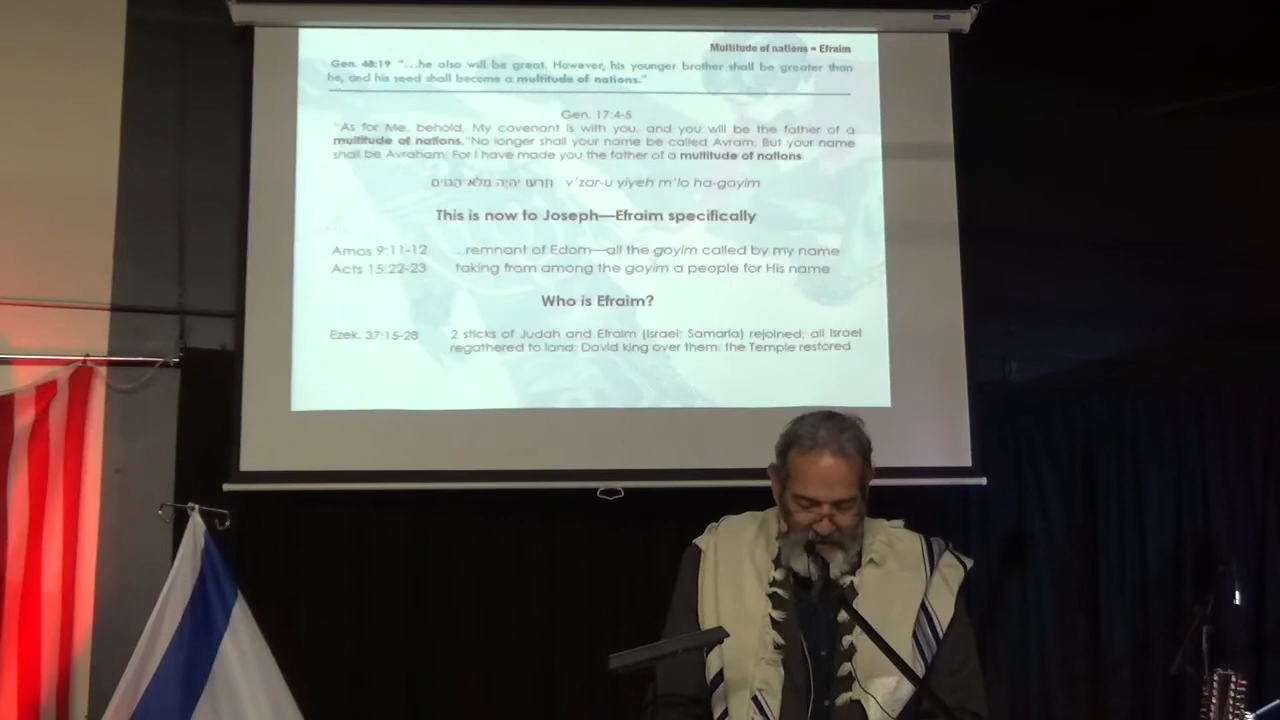 Multitude of nations = Efraim
Gen. 48:19 "...he also will be great. However, his younger brother shall be greater than
he, and his seed shall become a multitude of nations."
Gen. 17:4-5
"As for Me, behold, My covenant is with you, and you will be the father of a
multitude of nations. "No longer shall your name be called Avram, But your name
shall be Avraham; For I have made you the father of a multitude of nations
וזרעו יהיה מלא הגוים v'zar-u yiyeh m'lo ha-goyim
This is now to Joseph—Efraim specifically
Amos 9:11-12 ...remnant of Edom—all the goyim called by my name
Acts 15:22-23 taking from among the goyim a people for His name
Who is Efraim?
Ezek. 37:15-28 2 sticks of Judah and Efraim (Israel; Samaria) rejoined; all Israel
regathered to land; David king over them; the Temple restored